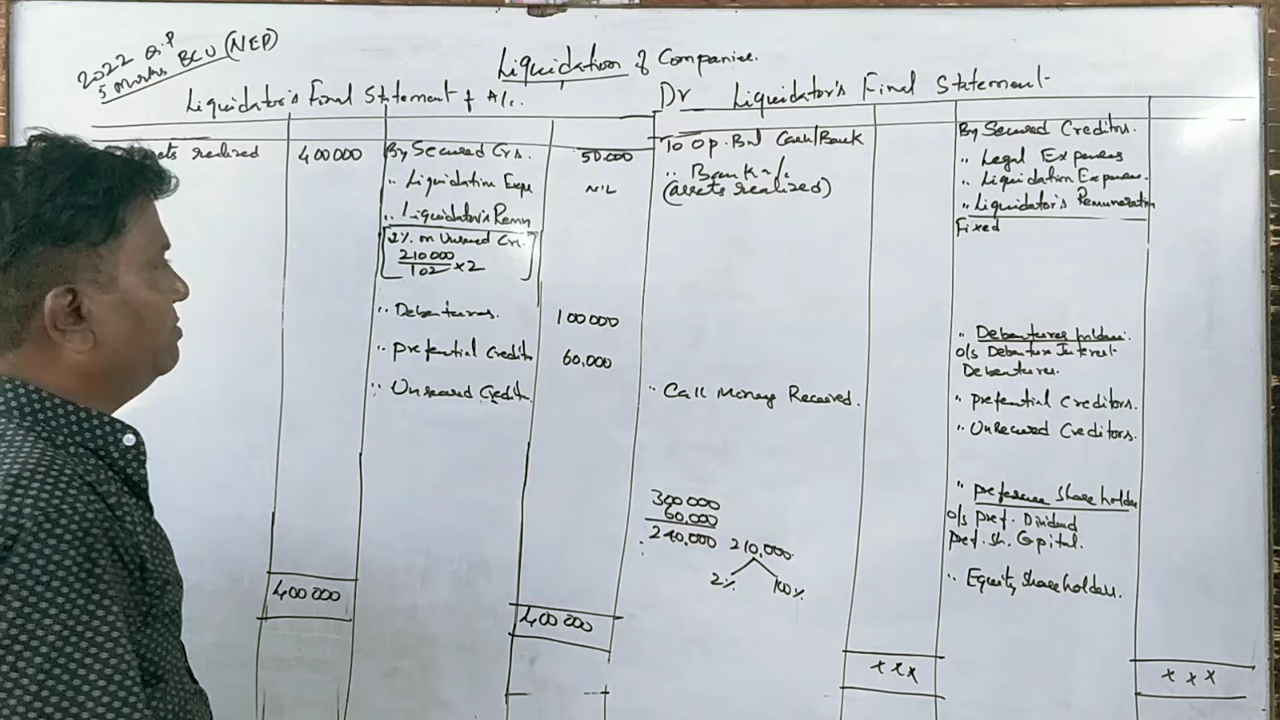 2022 Q.P
5 Marks BCU (NEP)
Liquidation of Companies.
Liquidator's Final Statement of A/c.
ets realized 400000 By Secured Crs. 50.000
" Liquidation Expe NIL
" Liquidator's Remn
2% on Unsecured Crs.
210000
102 ×2
" Debentures. 100000
" Preferential Credits 60,000
" Unsecured Credit.
400000
400000
Dr Liquidator's Final Statement
To Op. Bal Cash/Bank
" Bank A/c
(assets realized)
" Call Money Received.
300000
60,000
240,000 210,000
2% 100%
xxx
By Secured Creditors.
" Legal Expenses
" Liquidation Expenses.
" Liquidator's Remuneration
Fixed
" Debentures holders.
o/s Debenture Interest
Debentures.
" Preferential Creditors.
" Unsecured Creditors.
" preference Share holder
o/s Pref. Dividend
Pref. Sh. Capital.
" Equity Shareholders.
xxx